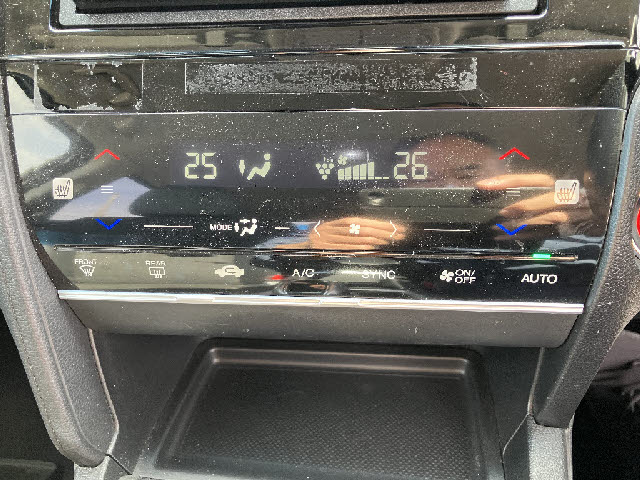 25 26
MODE
FRONT REAR A/C SYNC ON/OFF AUTO